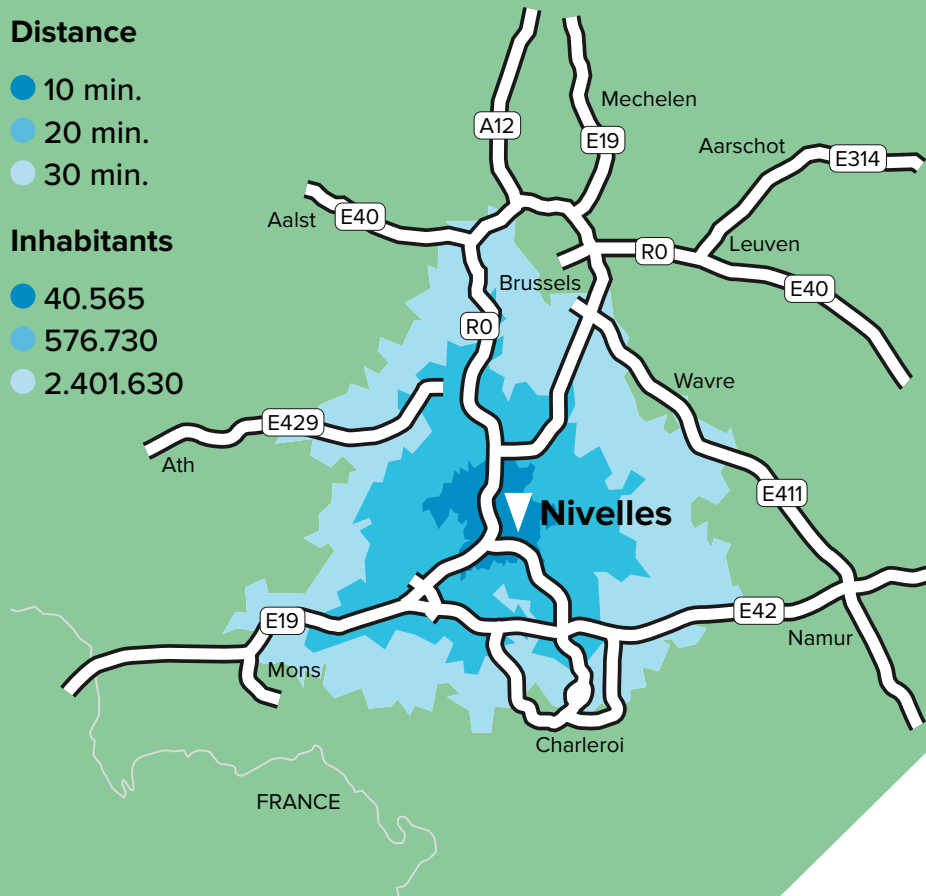 Distance
10 min.
20 min.
30 min.
Inhabitants
40.565
576.730
2.401.630
A12
Mechelen
E19
Aarschot
E314
Aalst
E40
Leuven
R0
Brussels
E40
R0
Wavre
E429
Ath
E411
Nivelles
E19
E42
Namur
Mons
Charleroi
FRANCE